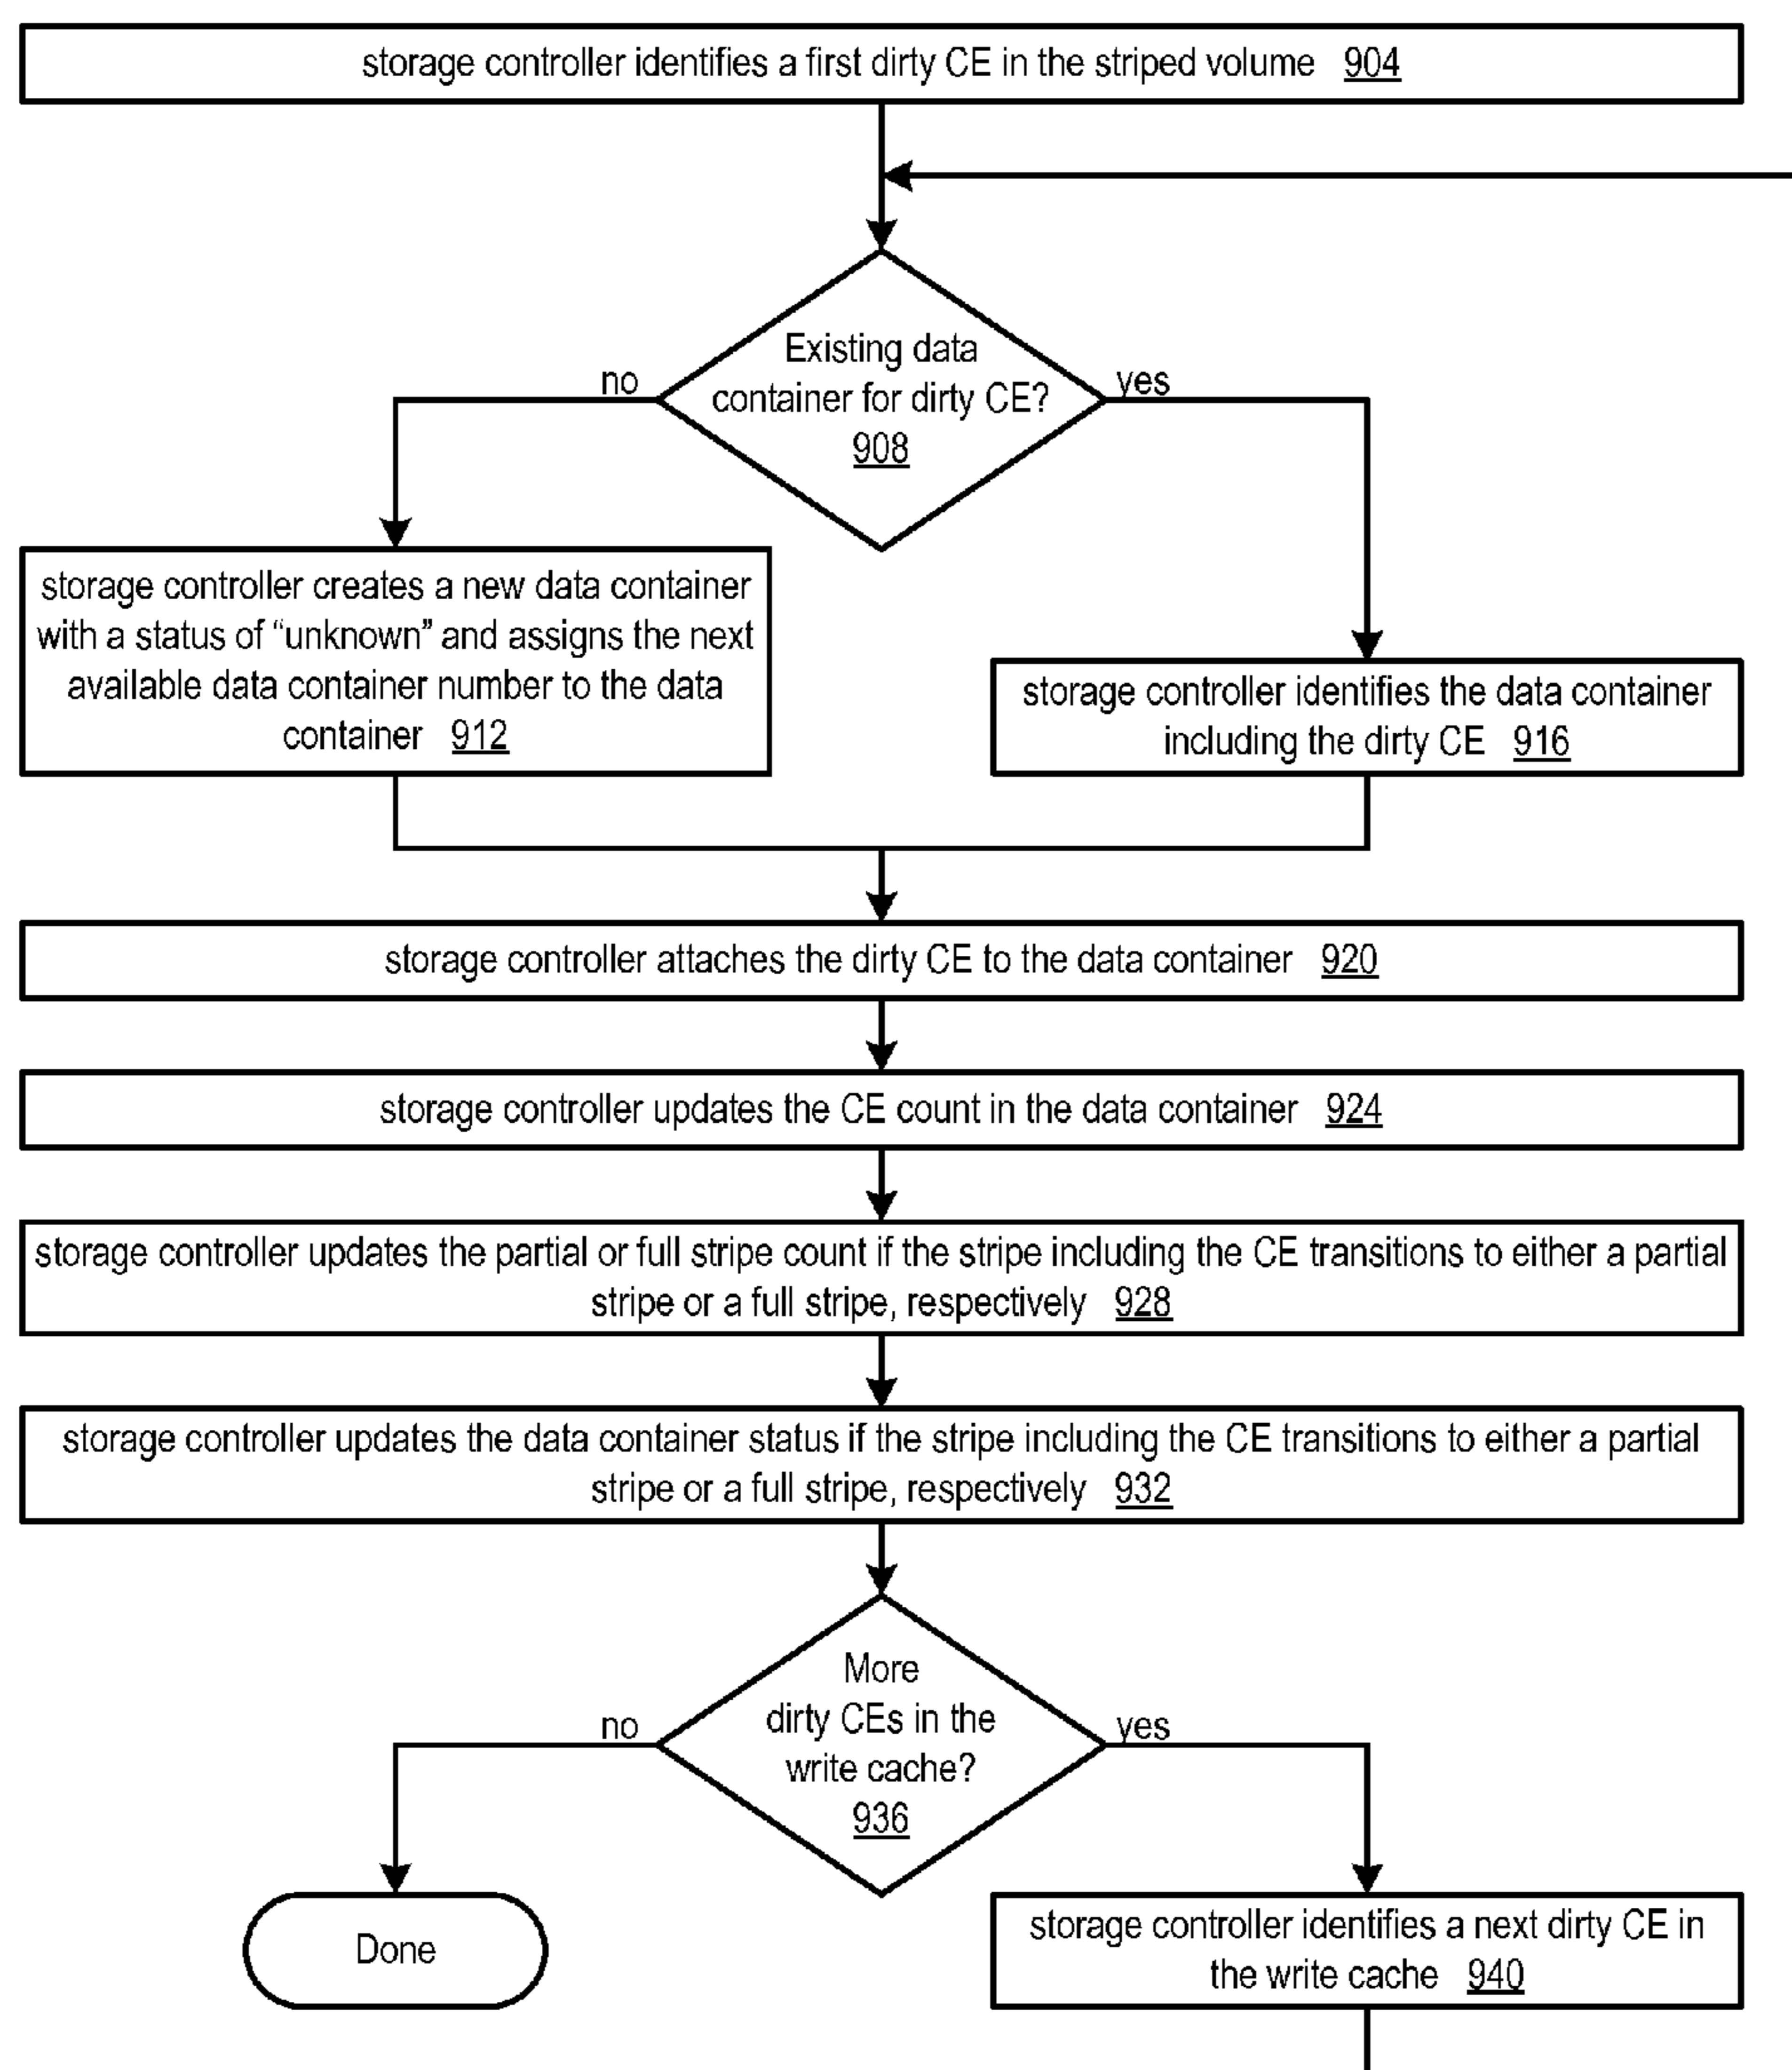 storage controller identifies a first dirty CE in the striped volume 904
Existing data
container for dirty CE?
908
no
yes
storage controller creates a new data container
with a status of “unknown” and assigns the next
available data container number to the data
container 912
storage controller identifies the data container
including the dirty CE 916
storage controller attaches the dirty CE to the data container 920
storage controller updates the CE count in the data container 924
storage controller updates the partial or full stripe count if the stripe including the CE transitions to either a partial
stripe or a full stripe, respectively 928
storage controller updates the data container status if the stripe including the CE transitions to either a partial
stripe or a full stripe, respectively 932
More
dirty CEs in the
write cache?
936
no
yes
Done
storage controller identifies a next dirty CE in
the write cache 940